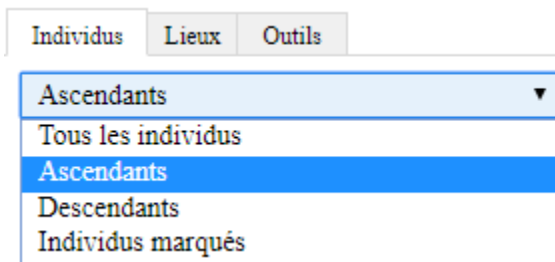 Individus Lieux Outils
Ascendants
Tous les individus
Ascendants
Descendants
Individus marqués